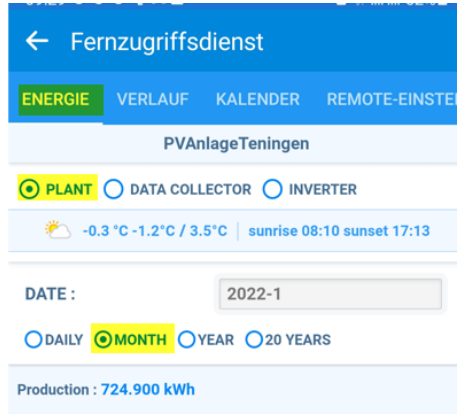 ← Fernzugriffsdienst
ENERGIE VERLAUF KALENDER REMOTE-EINSTE
PVAnlageTeningen
PLANT DATA COLLECTOR INVERTER
-0.3 °C -1.2°C / 3.5°C | sunrise 08:10 sunset 17:13
DATE : 2022-1
DAILY MONTH YEAR 20 YEARS
Production : 724.900 kWh